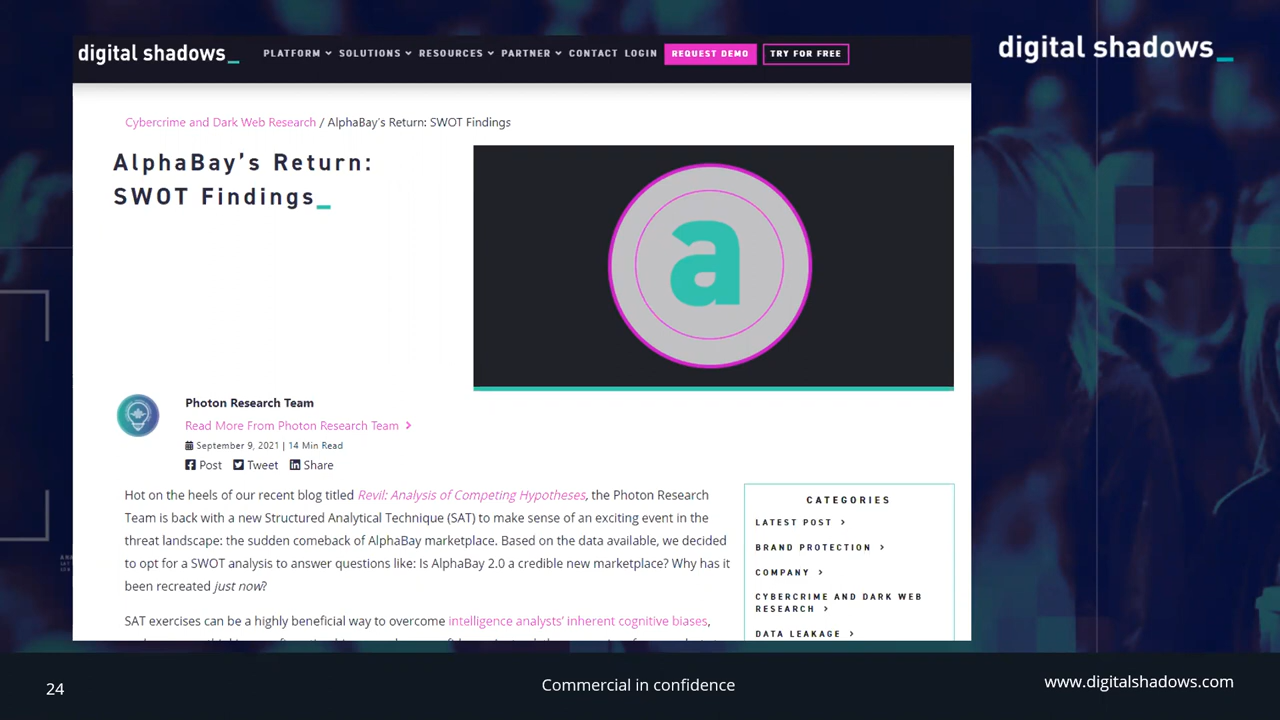 digital shadows_
PLATFORM SOLUTIONS RESOURCES PARTNER CONTACT LOGIN REQUEST DEMO TRY FOR FREE
digital shadows_
Cybercrime and Dark Web Research / AlphaBay's Return: SWOT Findings
AlphaBay's Return:
SWOT Findings_
a
Photon Research Team
Read More From Photon Research Team
September 9, 2021 | 14 Min Read
Post Tweet Share
Hot on the heels of our recent blog titled Revil: Analysis of Competing Hypotheses, the Photon Research
Team is back with a new Structured Analytical Technique (SAT) to make sense of an exciting event in the
threat landscape: the sudden comeback of AlphaBay marketplace. Based on the data available, we decided
to opt for a SWOT analysis to answer questions like: Is AlphaBay 2.0 a credible new marketplace? Why has it
been recreated just now?
SAT exercises can be a highly beneficial way to overcome intelligence analysts' inherent cognitive biases,
CATEGORIES
LATEST POST
BRAND PROTECTION
COMPANY
CYBERCRIME AND DARK WEB
RESEARCH
DATA LEAKAGE
24
Commercial in confidence
www.digitalshadows.com